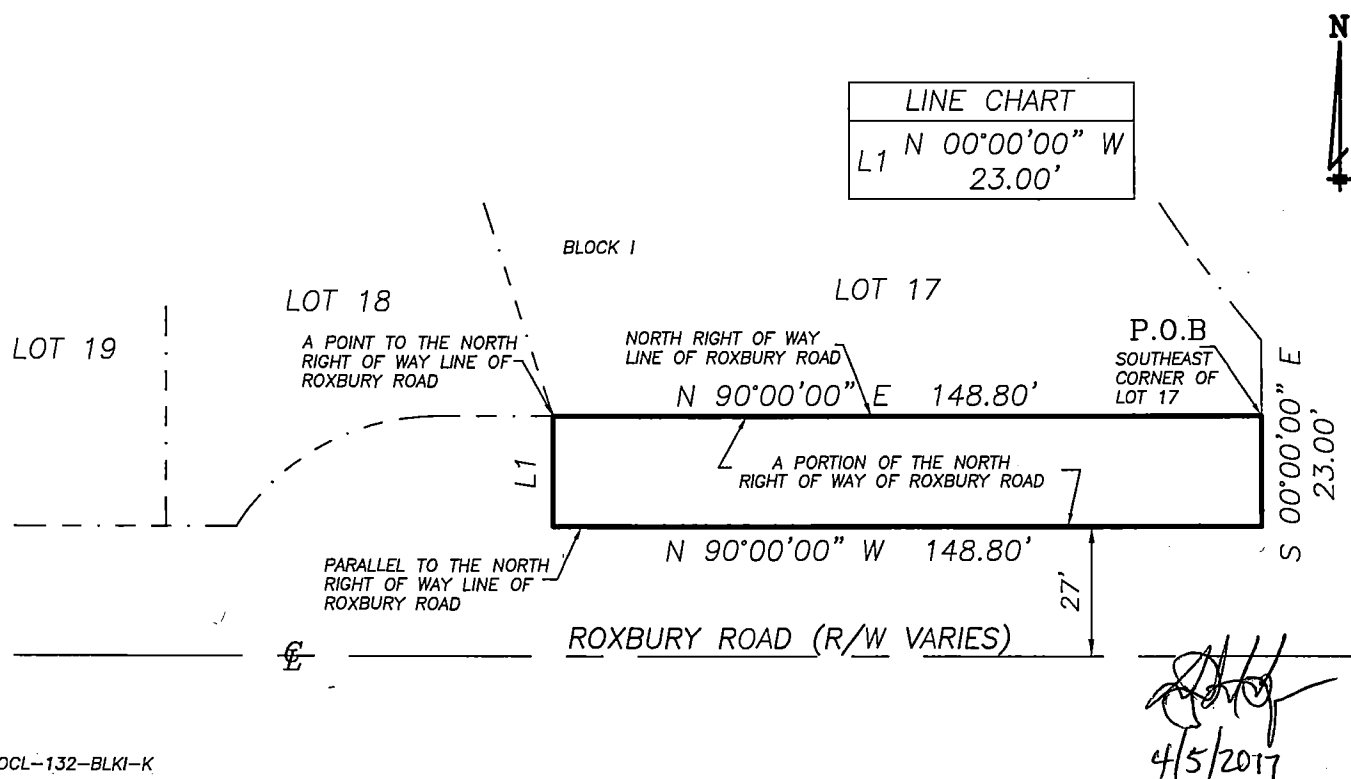 N
LINE CHART
L1 N 00°00'00" W
23.00'
BLOCK I
LOT 17
LOT 18
LOT 19
A POINT TO THE NORTH
RIGHT OF WAY LINE OF
ROXBURY ROAD
NORTH RIGHT OF WAY
LINE OF ROXBURY ROAD
P.O.B
SOUTHEAST
CORNER OF
LOT 17
N 90°00'00" E 148.80'
S 00°00'00" E
23.00'
L1
A PORTION OF THE NORTH
RIGHT OF WAY OF ROXBURY ROAD
N 90°00'00" W 148.80'
PARALLEL TO THE NORTH
RIGHT OF WAY LINE OF
ROXBURY ROAD
27'
ROXBURY ROAD (R/W VARIES)
CL
4/5/2017
OCL-132-BLKI-K